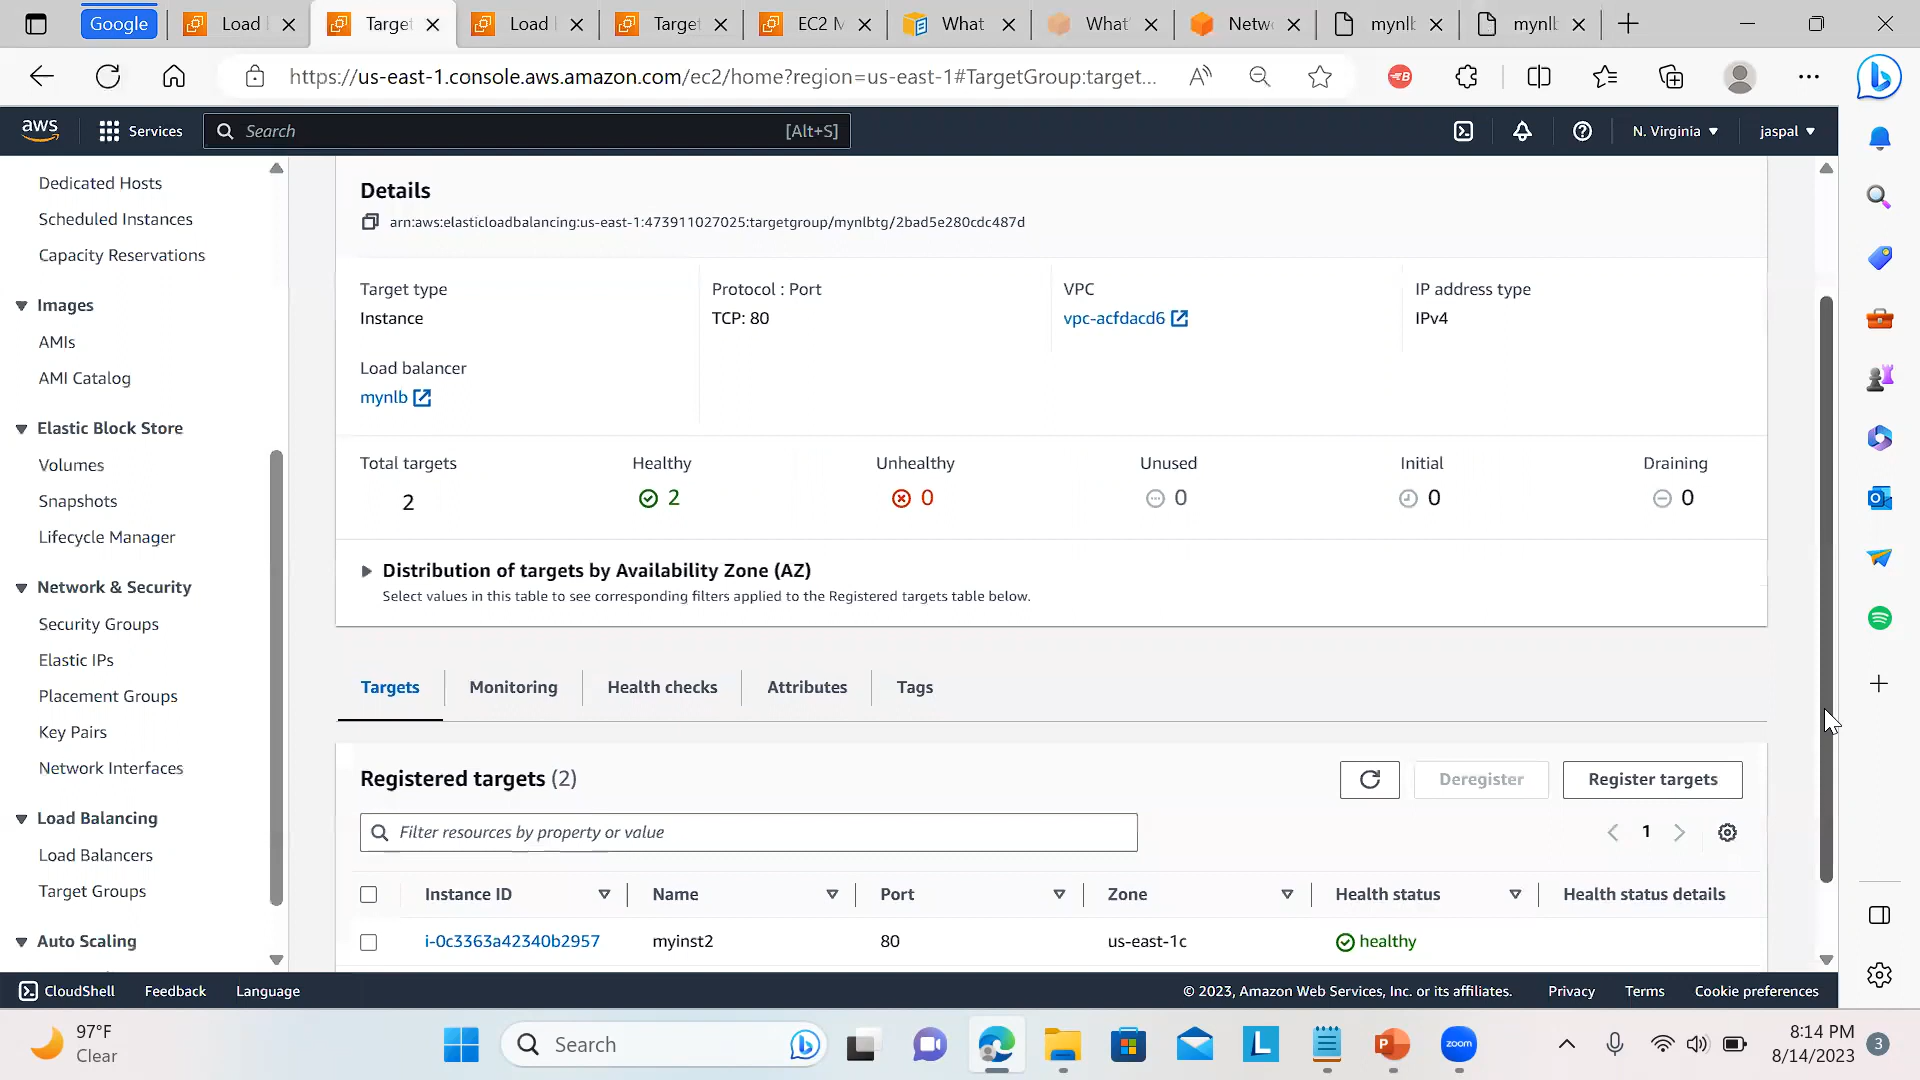 Google
Load
Target
Load
Target
EC2 M
What
What'
Netw
mynlb
mynlb
https://us-east-1.console.aws.amazon.com/ec2/home?region=us-east-1#TargetGroup:target...
aws
Services
Search
[Alt+S]
N. Virginia
jaspal
Dedicated Hosts
Scheduled Instances
Capacity Reservations
Images
AMIs
AMI Catalog
Elastic Block Store
Volumes
Snapshots
Lifecycle Manager
Network & Security
Security Groups
Elastic IPs
Placement Groups
Key Pairs
Network Interfaces
Load Balancing
Load Balancers
Target Groups
Auto Scaling
Details
arn:aws:elasticloadbalancing:us-east-1:473911027025:targetgroup/mynlbtg/2bad5e280cdc487d
Target type
Instance
Protocol : Port
TCP: 80
VPC
vpc-acfdacd6
IP address type
IPv4
Load balancer
mynlb
Total targets
2
Healthy
2
Unhealthy
0
Unused
0
Initial
0
Draining
0
Distribution of targets by Availability Zone (AZ)
Select values in this table to see corresponding filters applied to the Registered targets table below.
Targets
Monitoring
Health checks
Attributes
Tags
Registered targets (2)
Deregister
Register targets
Filter resources by property or value
1
Instance ID
Name
Port
Zone
Health status
Health status details
i-0c3363a42340b2957
myinst2
80
us-east-1c
healthy
CloudShell
Feedback
Language
© 2023, Amazon Web Services, Inc. or its affiliates.
Privacy
Terms
Cookie preferences
97°F
Clear
Search
zoom
8:14 PM
8/14/2023
3